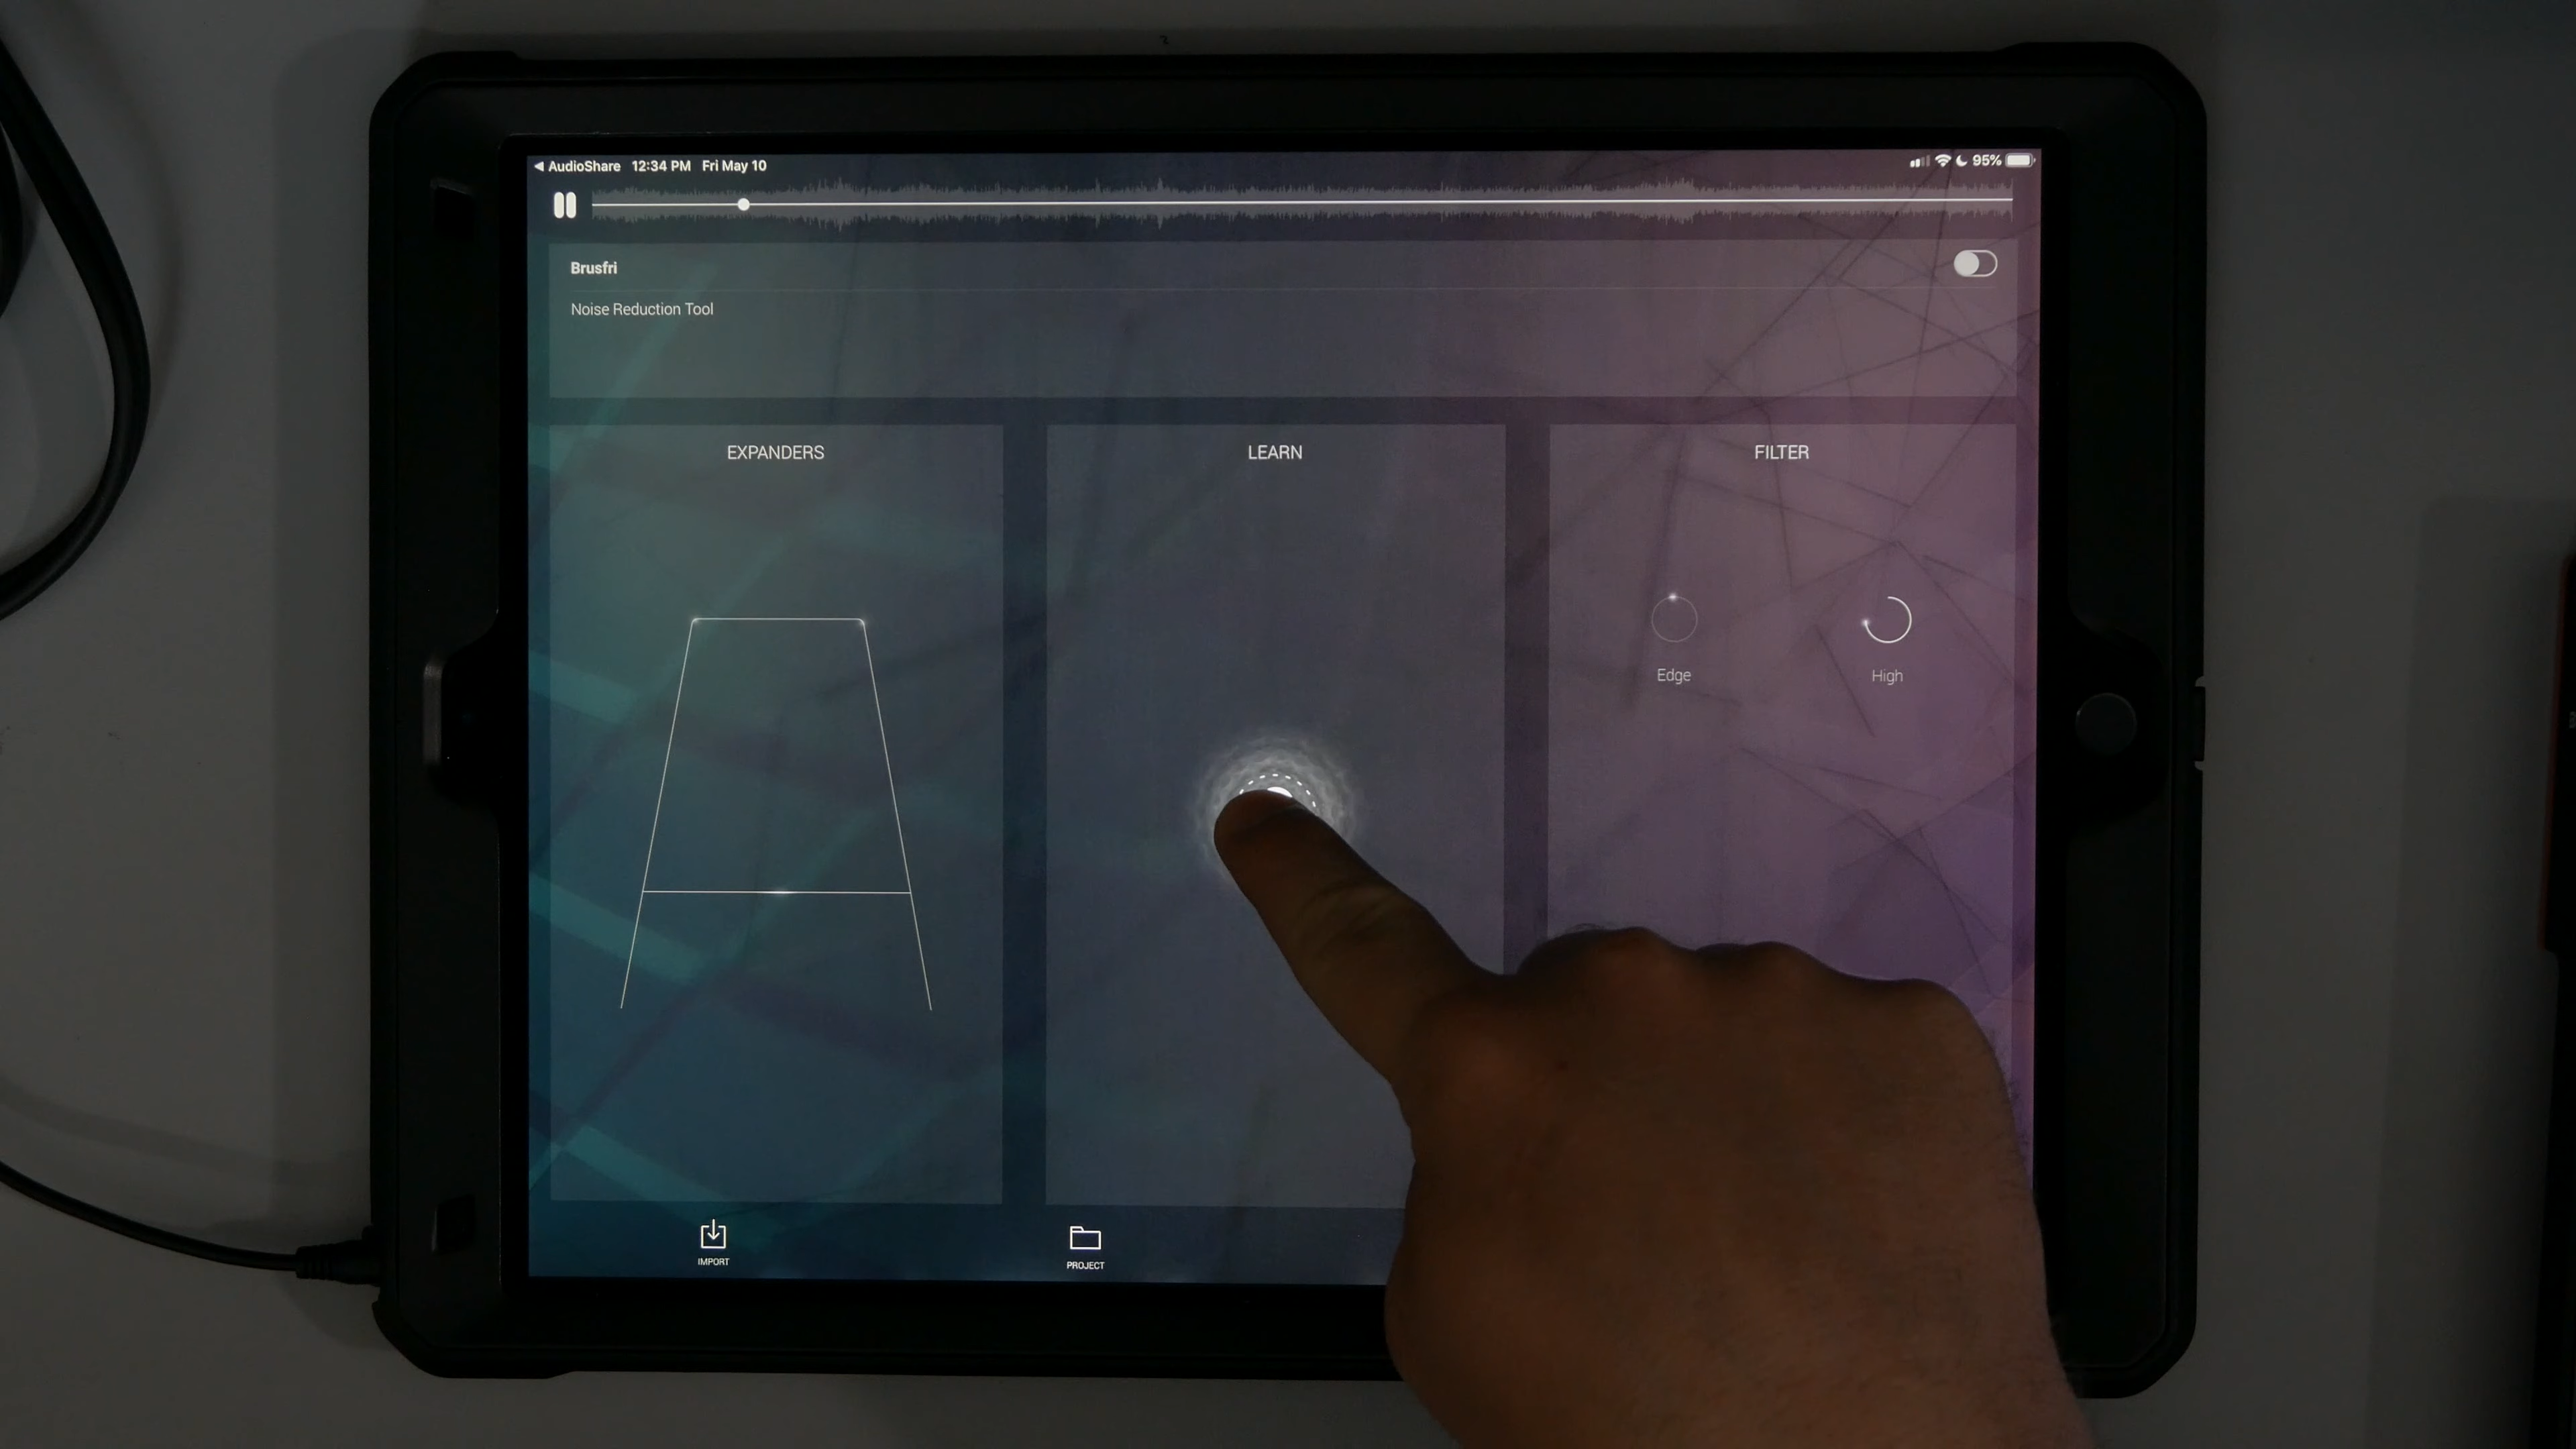 ◀ AudioShare 12:34 PM Fri May 10
95%
Brusfri
Noise Reduction Tool
EXPANDERS
LEARN
FILTER
Edge
High
IMPORT
PROJECT